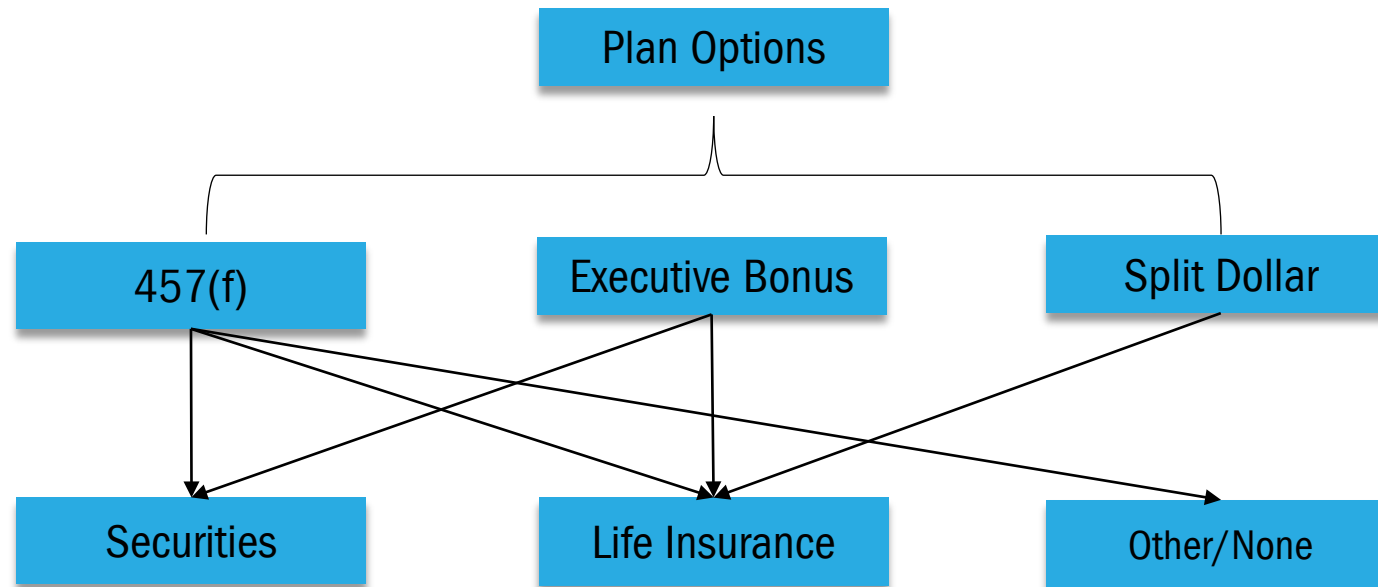 Plan Options
457(f)
Executive Bonus
Split Dollar
Securities
Life Insurance
Other/None